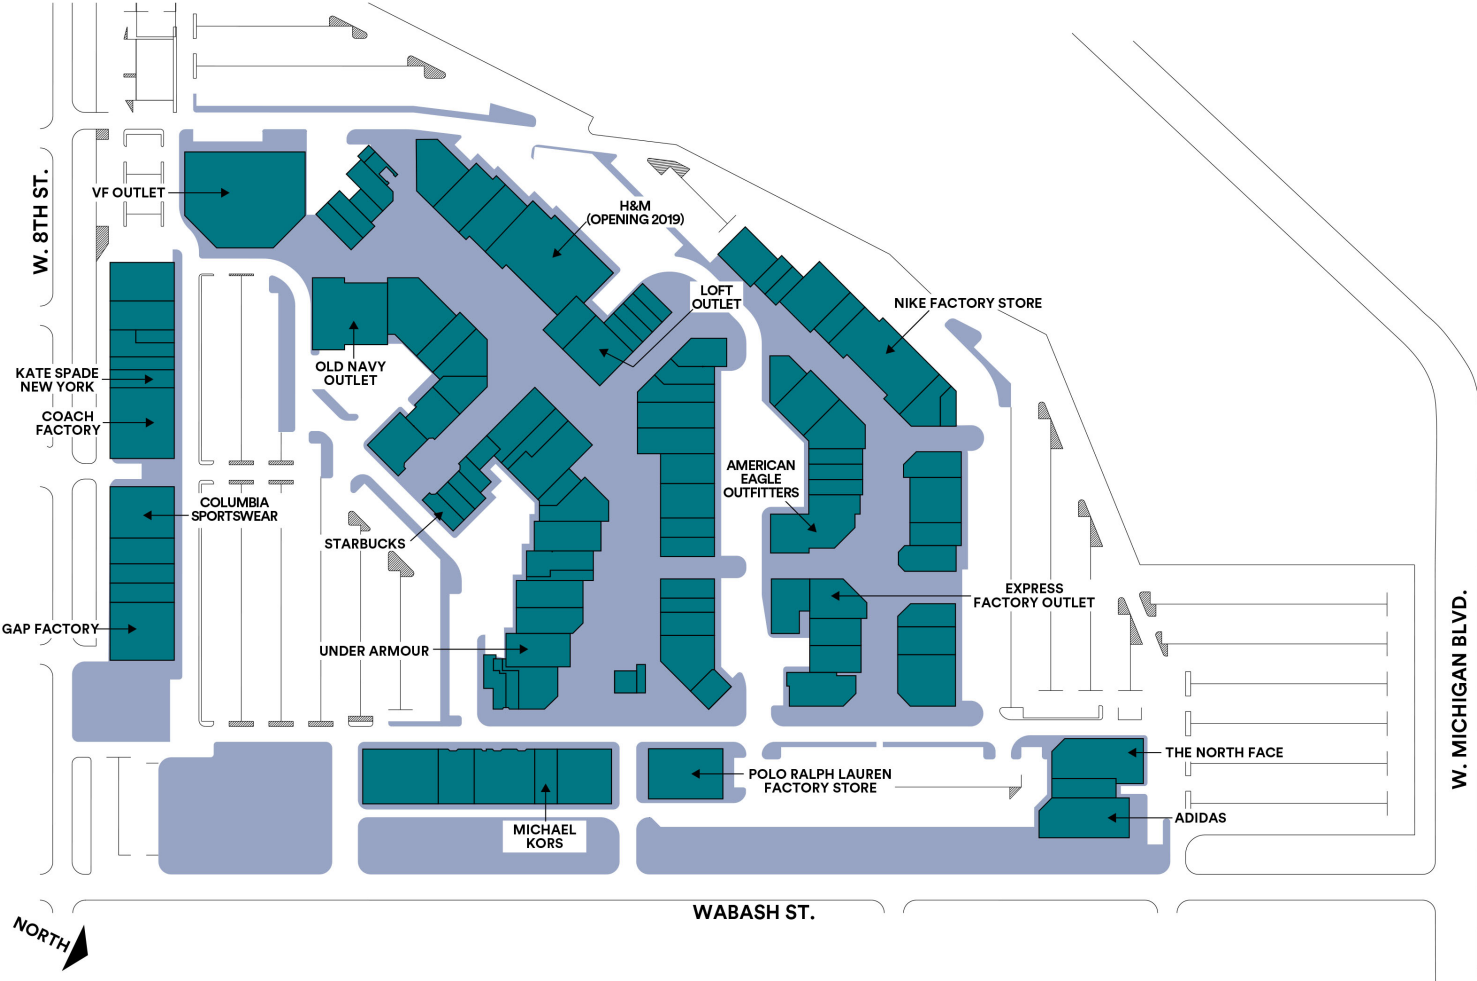 VF OUTLET
W. 8TH ST.
H&M
(OPENING 2019)
LOFT
OUTLET
NIKE FACTORY STORE
OLD NAVY
OUTLET
KATE SPADE
NEW YORK
COACH
FACTORY
AMERICAN
EAGLE
OUTFITTERS
COLUMBIA
SPORTSWEAR
STARBUCKS
EXPRESS
FACTORY OUTLET
GAP FACTORY
UNDER ARMOUR
W. MICHIGAN BLVD.
THE NORTH FACE
POLO RALPH LAUREN
FACTORY STORE
ADIDAS
MICHAEL
KORS
WABASH ST.
NORTH